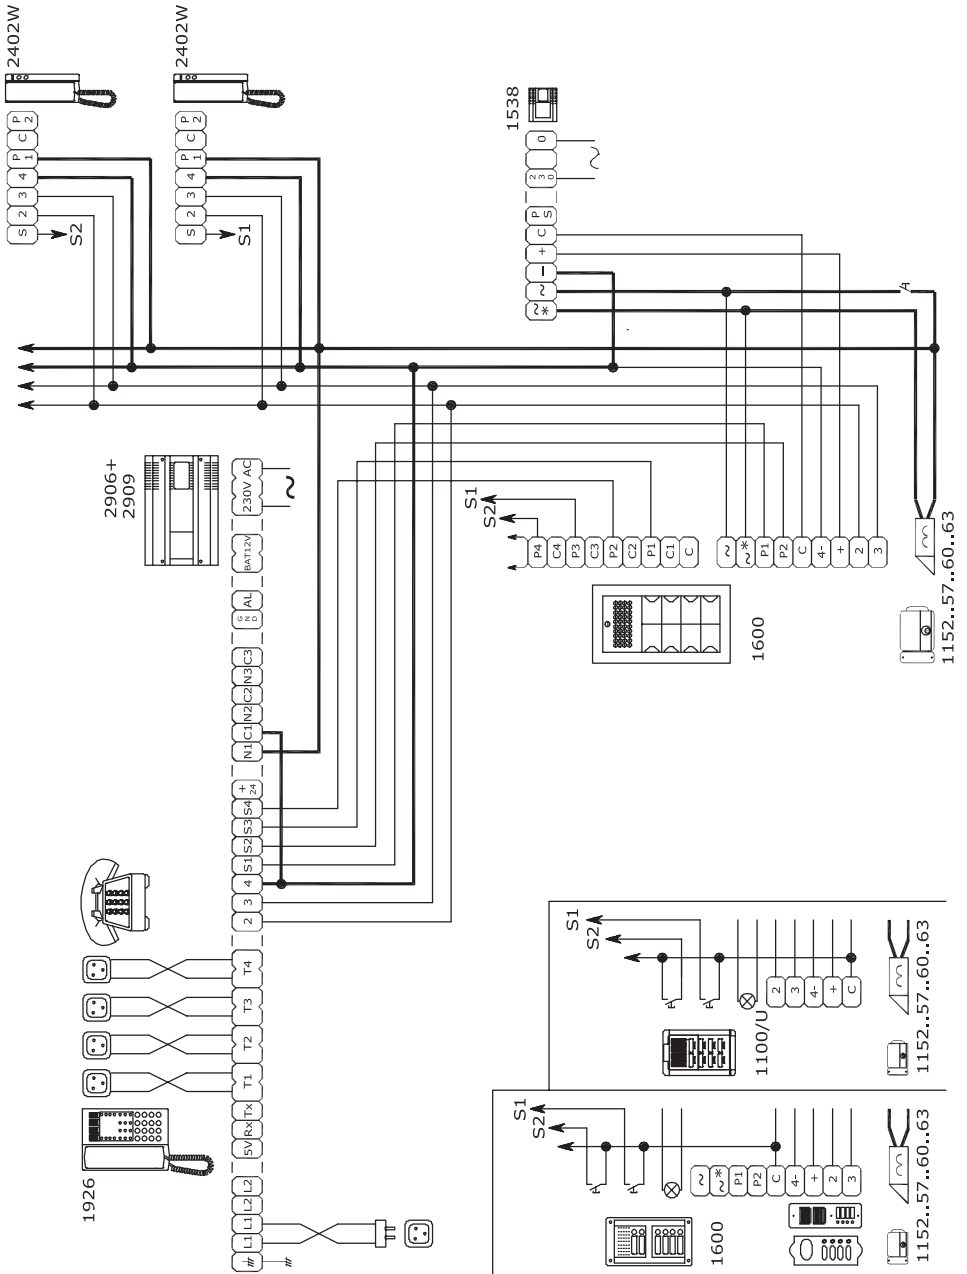 2402W
P 2
C
P 1
4
3
2
S
S2
2402W
P 2
C
P 1
4
3
2
S
S1
1538
0
230
P S
C
+
–
~
~*
2906+
2909
230V AC
BAT12V
AL
GND
C3
N3
C2
N2
C1
N1
+24
S4
S3
S2
S1
4
3
2
T4
T3
T2
T1
Tx
Rx
5V
L2
L2
L1
L1
1926
S1
S2
P4
C4
P3
C3
P2
C2
P1
C1
C
~
~*
P1
P2
C
4-
+
2
3
1600
1152..57..60..63
S1
S2
2
3
4-
+
C
1100/U
1152..57..60..63
S1
S2
~
~*
P1
P2
C
4-
+
2
3
1600
1152..57..60..63